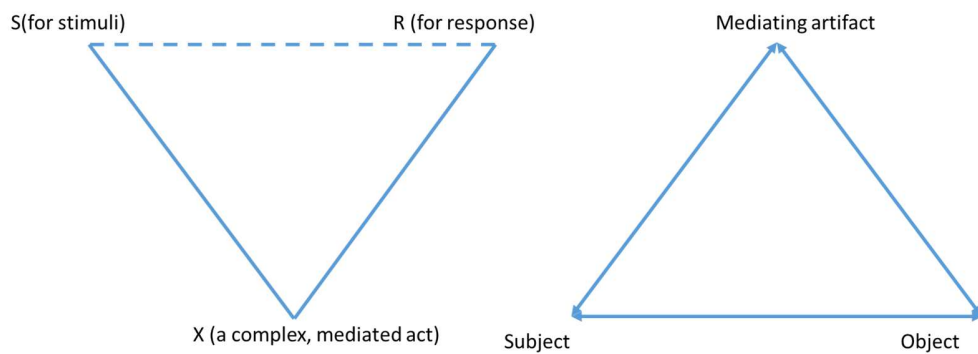 S(for stimuli)
R (for response)
Mediating artifact
X (a complex, mediated act)
Subject
Object